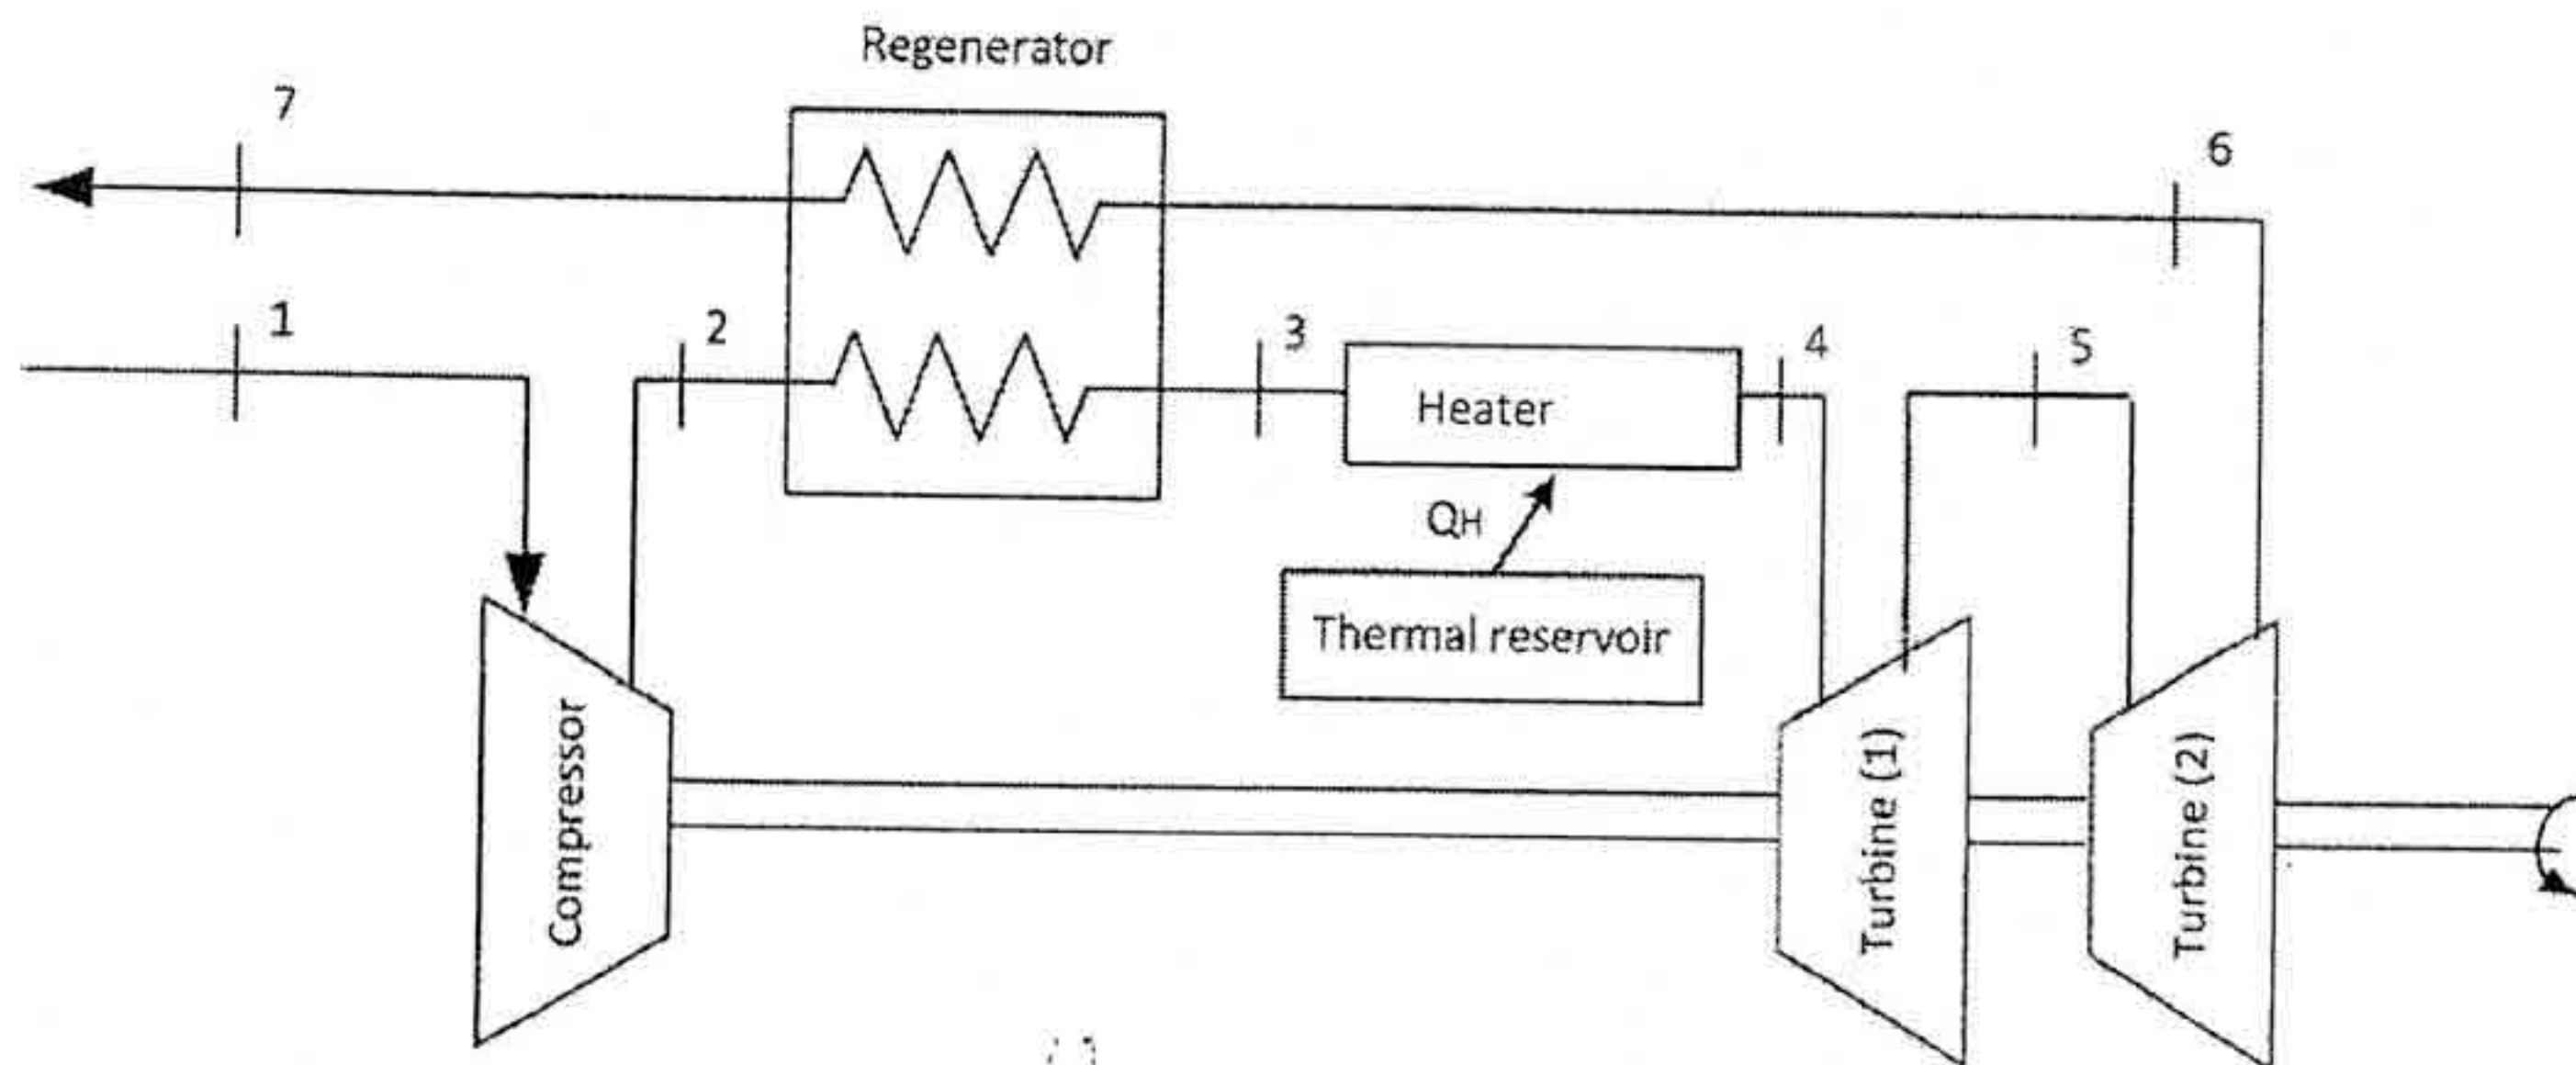 Regenerator
7
6
1
2
3
4
5
Heater
QH
Thermal reservoir
Compressor
Turbine (1)
Turbine (2)